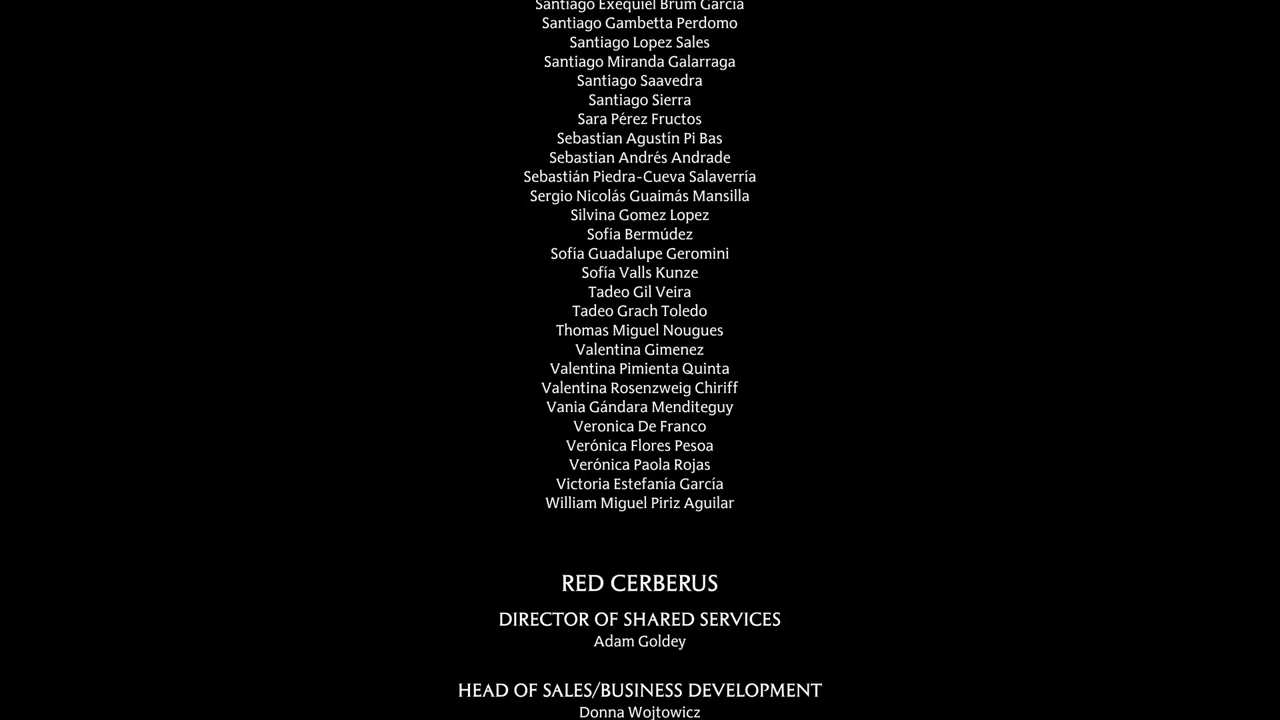 Santiago Exequiel Brum García
Santiago Gambetta Perdomo
Santiago Lopez Sales
Santiago Miranda Galarraga
Santiago Saavedra
Santiago Sierra
Sara Pérez Fructos
Sebastian Agustín Pi Bas
Sebastian Andrés Andrade
Sebastián Piedra-Cueva Salaverría
Sergio Nicolás Guaimás Mansilla
Silvina Gomez Lopez
Sofía Bermúdez
Sofía Guadalupe Geromini
Sofía Valls Kunze
Tadeo Gil Veira
Tadeo Grach Toledo
Thomas Miguel Nougues
Valentina Gimenez
Valentina Pimienta Quinta
Valentina Rosenzweig Chiriff
Vania Gándara Menditeguy
Veronica De Franco
Verónica Flores Pesoa
Verónica Paola Rojas
Victoria Estefanía García
William Miguel Piriz Aguilar
RED CERBERUS
DIRECTOR OF SHARED SERVICES
Adam Goldey
HEAD OF SALES/BUSINESS DEVELOPMENT
Donna Wojtowicz